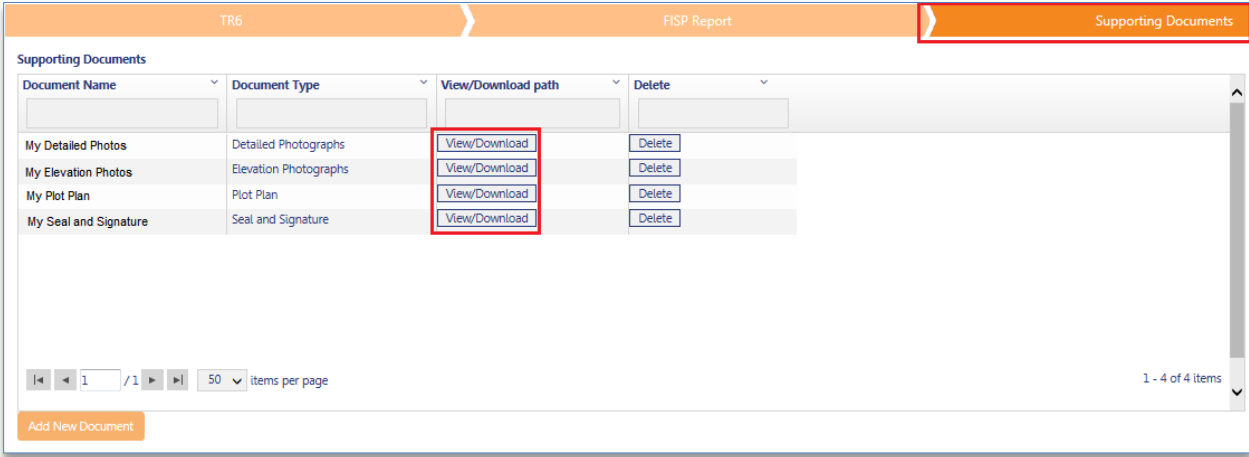 TR6 FISP Report Supporting Documents
Supporting Documents
Document Name Document Type View/Download path Delete
My Detailed Photos Detailed Photographs View/Download Delete
My Elevation Photos Elevation Photographs View/Download Delete
My Plot Plan Plot Plan View/Download Delete
My Seal and Signature Seal and Signature View/Download Delete
1 / 1 50 items per page 1 - 4 of 4 items
Add New Document